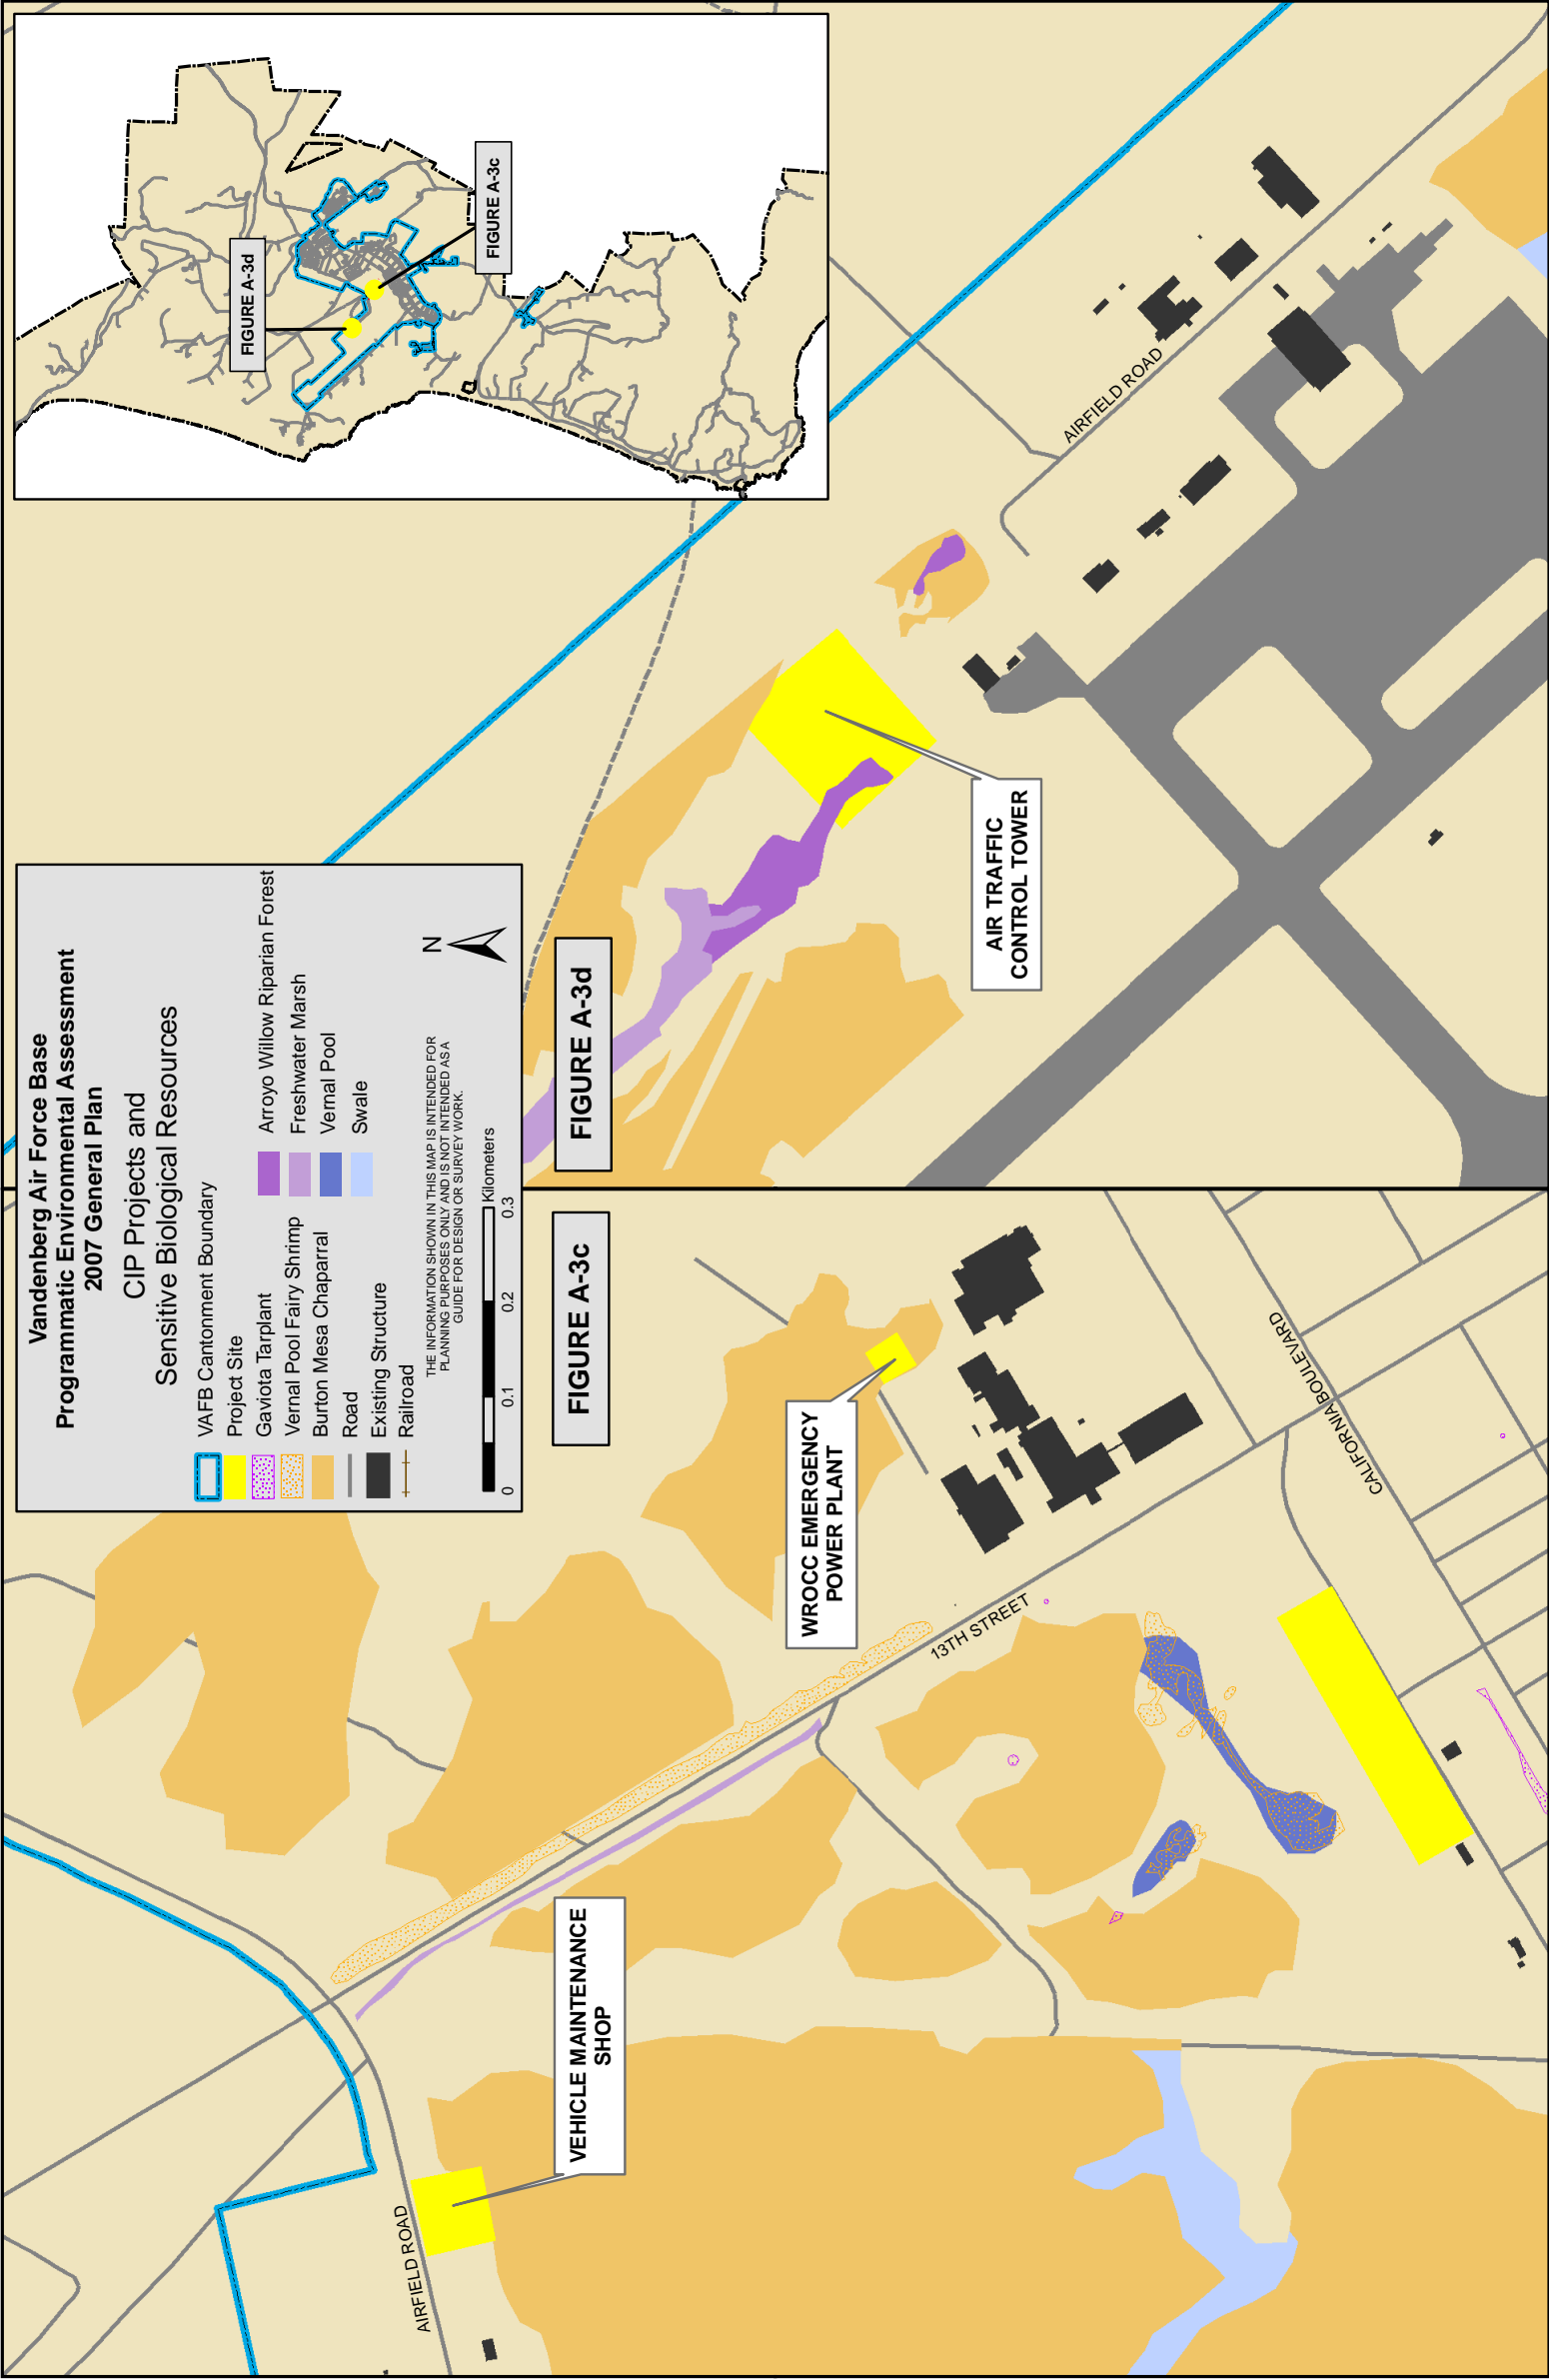 Vandenberg Air Force Base
Programmatic Environmental Assessment
2007 General Plan
CIP Projects and
Sensitive Biological Resources
VAFB Cantonment Boundary
Project Site
Gaviota Tarplant
Vernal Pool Fairy Shrimp
Burton Mesa Chaparral
Road
Existing Structure
Railroad
Arroyo Willow Riparian Forest
Freshwater Marsh
Vernal Pool
Swale
N
THE INFORMATION SHOWN IN THIS MAP IS INTENDED FOR
PLANNING PURPOSES ONLY AND IS NOT INTENDED AS A
GUIDE FOR DESIGN OR SURVEY WORK.
0
0.1
0.2
0.3
Kilometers
FIGURE A-3d
FIGURE A-3c
FIGURE A-3c
VEHICLE MAINTENANCE
SHOP
WROCC EMERGENCY
POWER PLANT
AIRFIELD ROAD
13TH STREET
CALIFORNIA BOULEVARD
FIGURE A-3d
AIR TRAFFIC
CONTROL TOWER
AIRFIELD ROAD